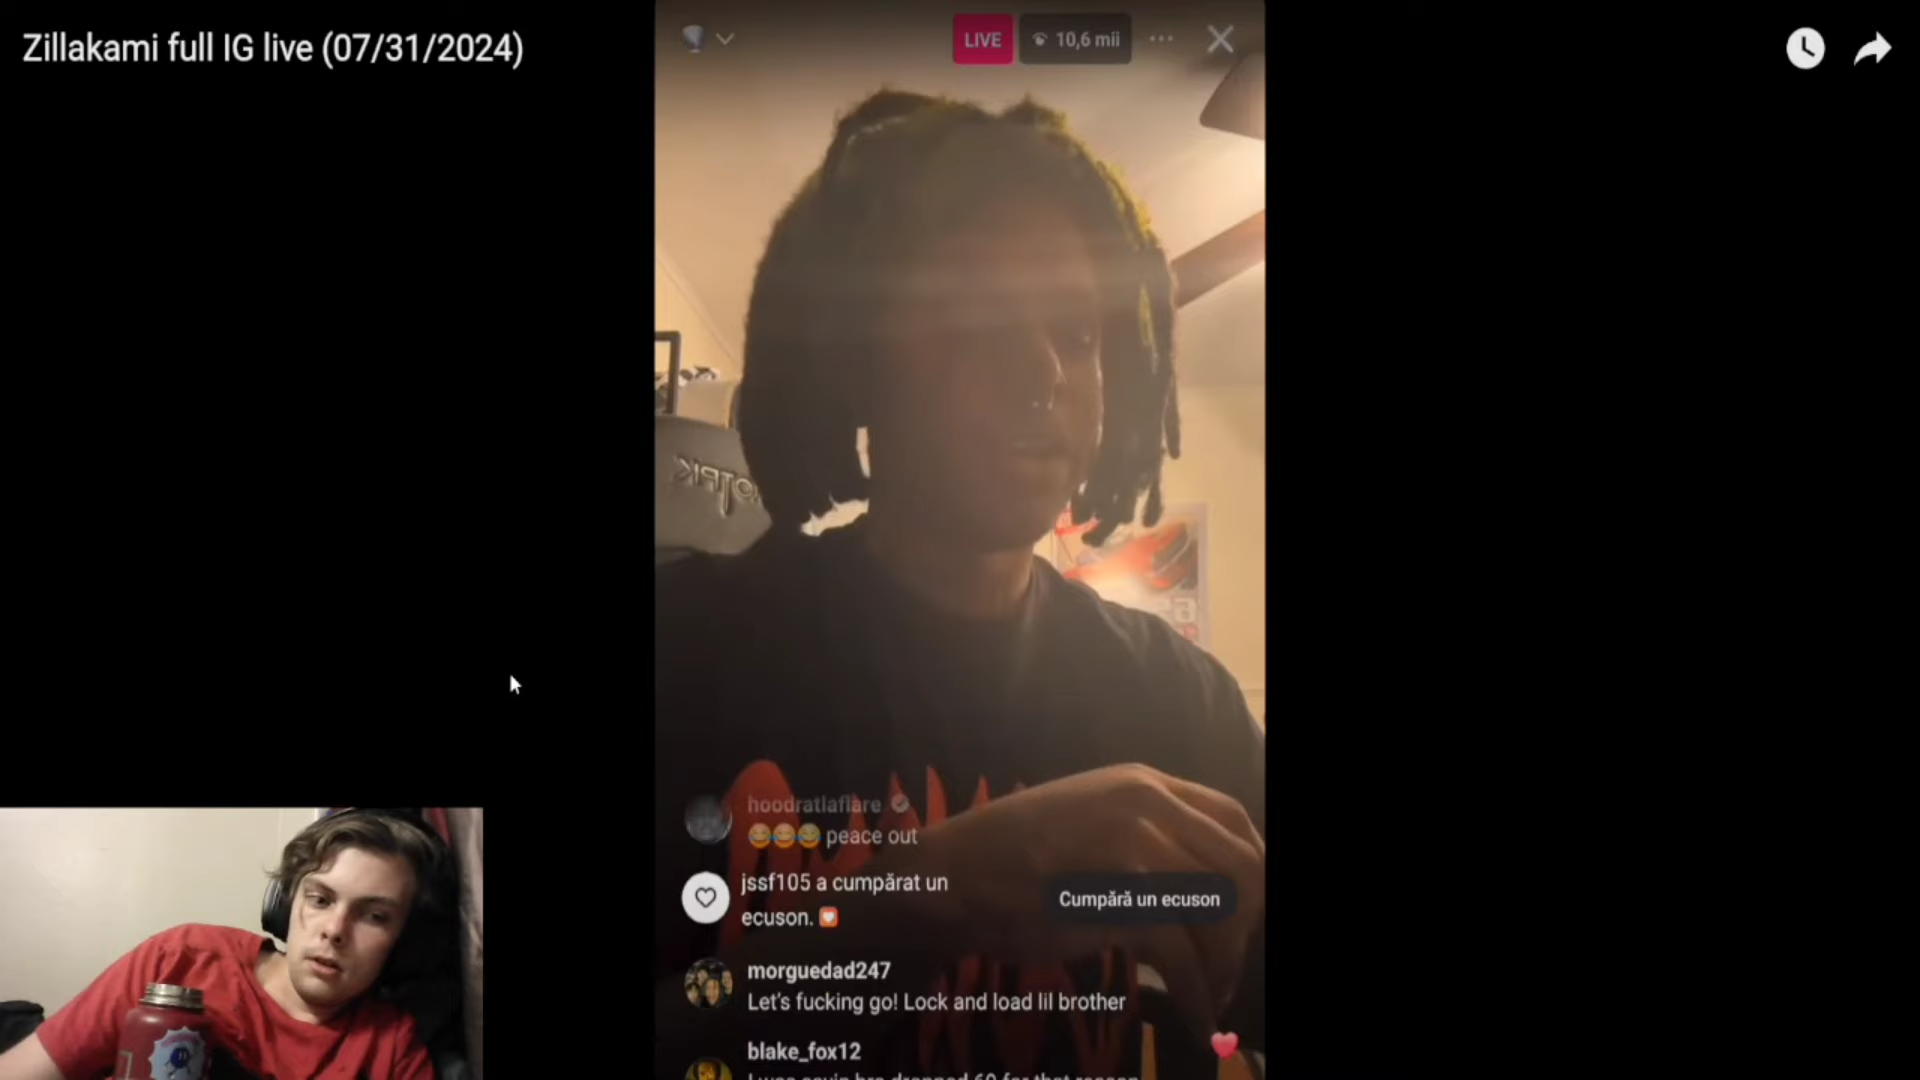 Zillakami full IG live (07/31/2024)
LIVE
10,6 mii
hoodratlaflare
😂😂😂 peace out
jssf105 a cumpărat un
ecuson.
Cumpără un ecuson
morguedad247
Let's fucking go! Lock and load lil brother
blake_fox12